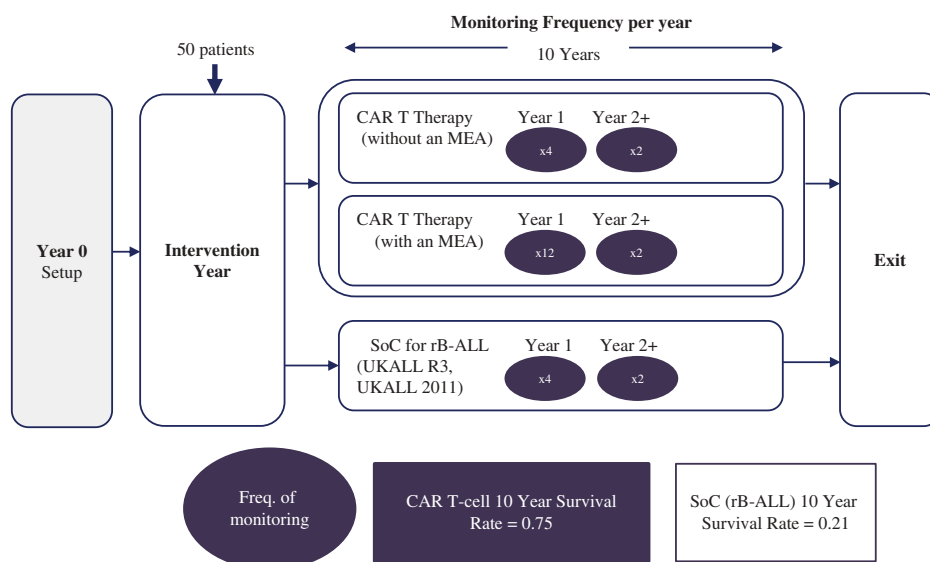 Monitoring Frequency per year
10 Years
50 patients
Year 0
Setup
Intervention
Year
CAR T Therapy
(without an MEA)
Year 1
Year 2+
x4
x2
CAR T Therapy
(with an MEA)
Year 1
Year 2+
x12
x2
SoC for rB-ALL
(UKALL R3,
UKALL 2011)
Year 1
Year 2+
x4
x2
Exit
Freq. of
monitoring
CAR T-cell 10 Year Survival
Rate = 0.75
SoC (rB-ALL) 10 Year
Survival Rate = 0.21